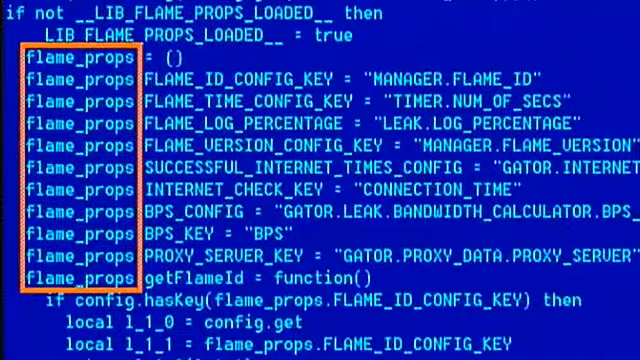 if not __LIB_FLAME_PROPS_LOADED__ then
LIB_FLAME_PROPS_LOADED__ = true
flame_props = ()
flame_props FLAME_ID_CONFIG_KEY = "MANAGER.FLAME_ID"
flame_props FLAME_TIME_CONFIG_KEY = "TIMER.NUM_OF_SECS"
flame_props FLAME_LOG_PERCENTAGE = "LEAK.LOG_PERCENTAGE"
flame_props FLAME_VERSION_CONFIG_KEY = "MANAGER.FLAME_VERSION"
flame_props SUCCESSFUL_INTERNET_TIMES_CONFIG = "GATOR.INTERNET
flame_props INTERNET_CHECK_KEY = "CONNECTION_TIME"
flame_props BPS_CONFIG = "GATOR.LEAK.BANDWIDTH_CALCULATOR.BPS_
flame_props BPS_KEY = "BPS"
flame_props PROXY_SERVER_KEY = "GATOR.PROXY_DATA.PROXY_SERVER"
flame_props getFlameId = function()
if config.hasKey(flame_props.FLAME_ID_CONFIG_KEY) then
local l_1_0 = config.get
local l_1_1 = flame_props.FLAME_ID_CONFIG_KEY